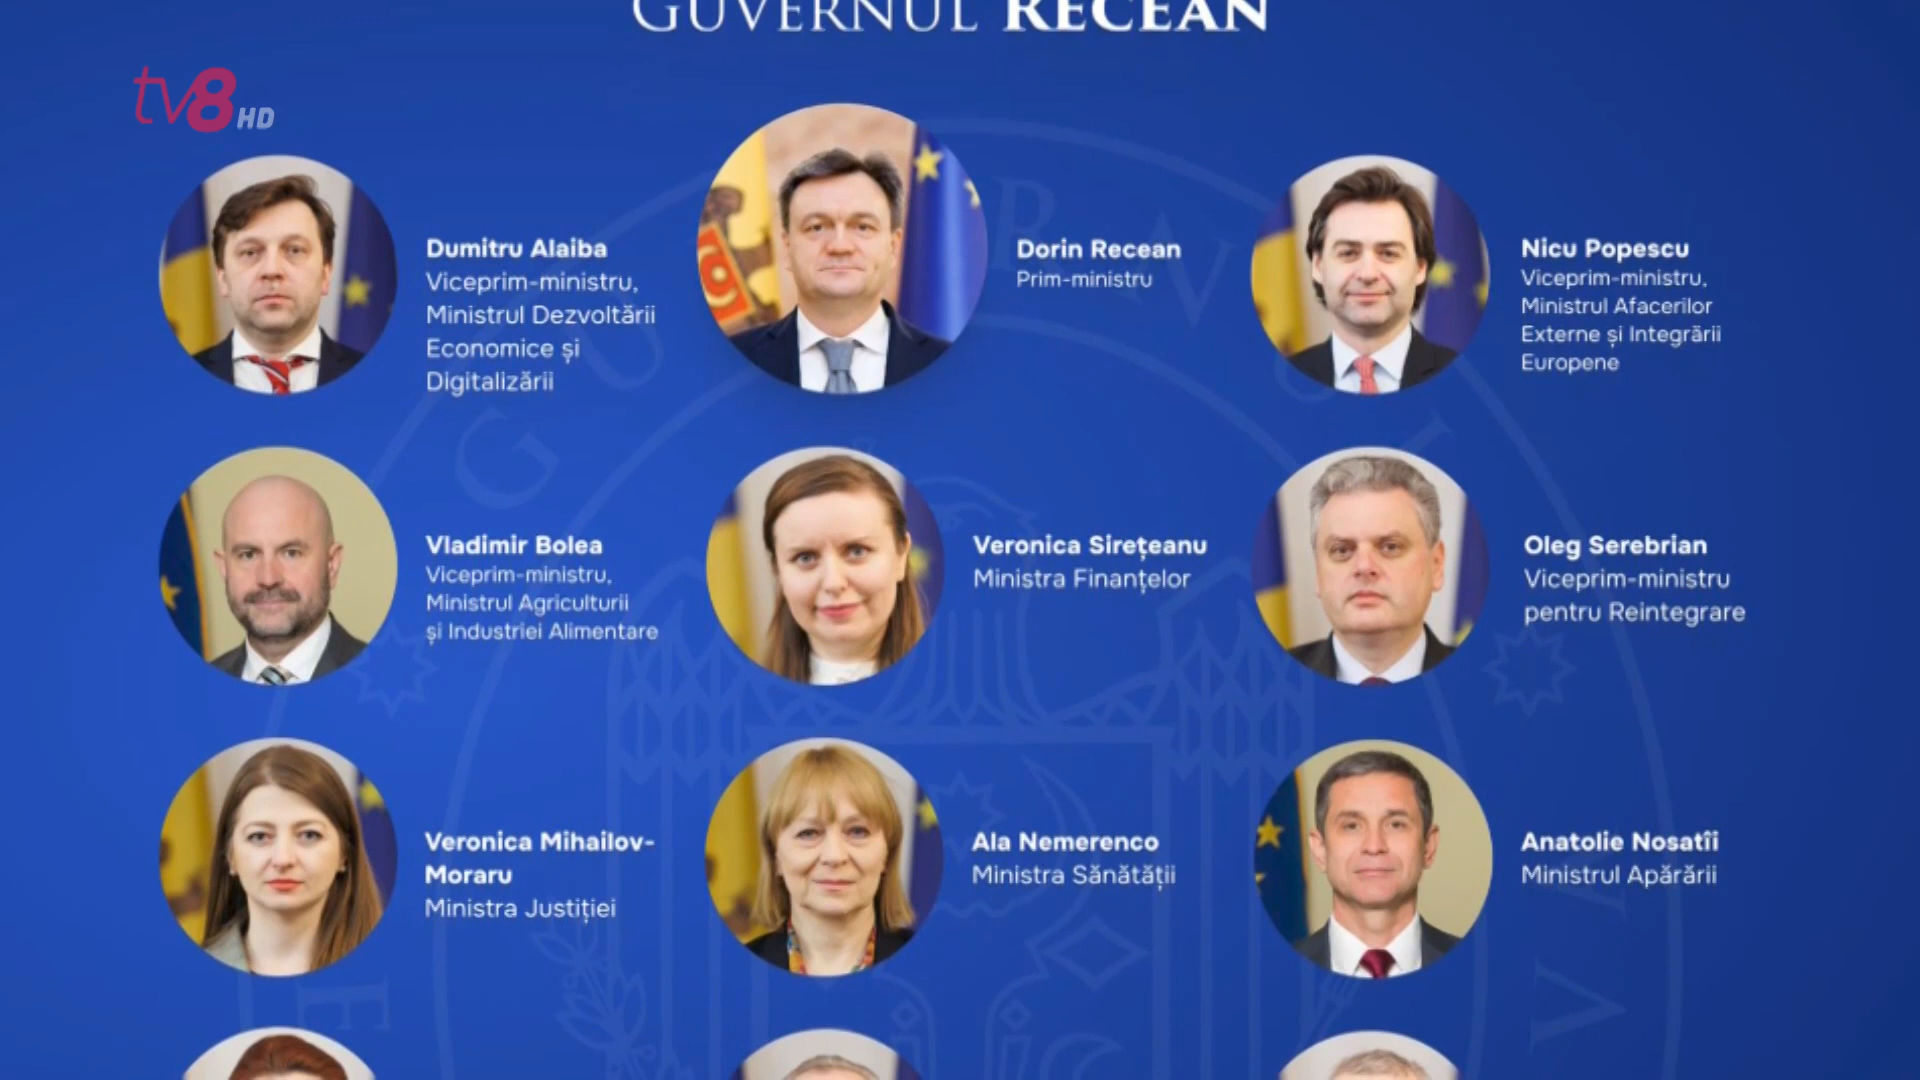 GUVERNUL RECEAN
tv8 HD
Dumitru Alaiba
Viceprim-ministru,
Ministrul Dezvoltării
Economice și
Digitalizării
Dorin Recean
Prim-ministru
Nicu Popescu
Viceprim-ministru,
Ministrul Afacerilor
Externe și Integrării
Europene
Vladimir Bolea
Viceprim-ministru,
Ministrul Agriculturii
și Industriei Alimentare
Veronica Sirețeanu
Ministra Finanțelor
Oleg Serebrian
Viceprim-ministru
pentru Reintegrare
Veronica Mihailov-
Moraru
Ministra Justiției
Ala Nemerenco
Ministra Sănătății
Anatolie Nosatîi
Ministrul Apărării